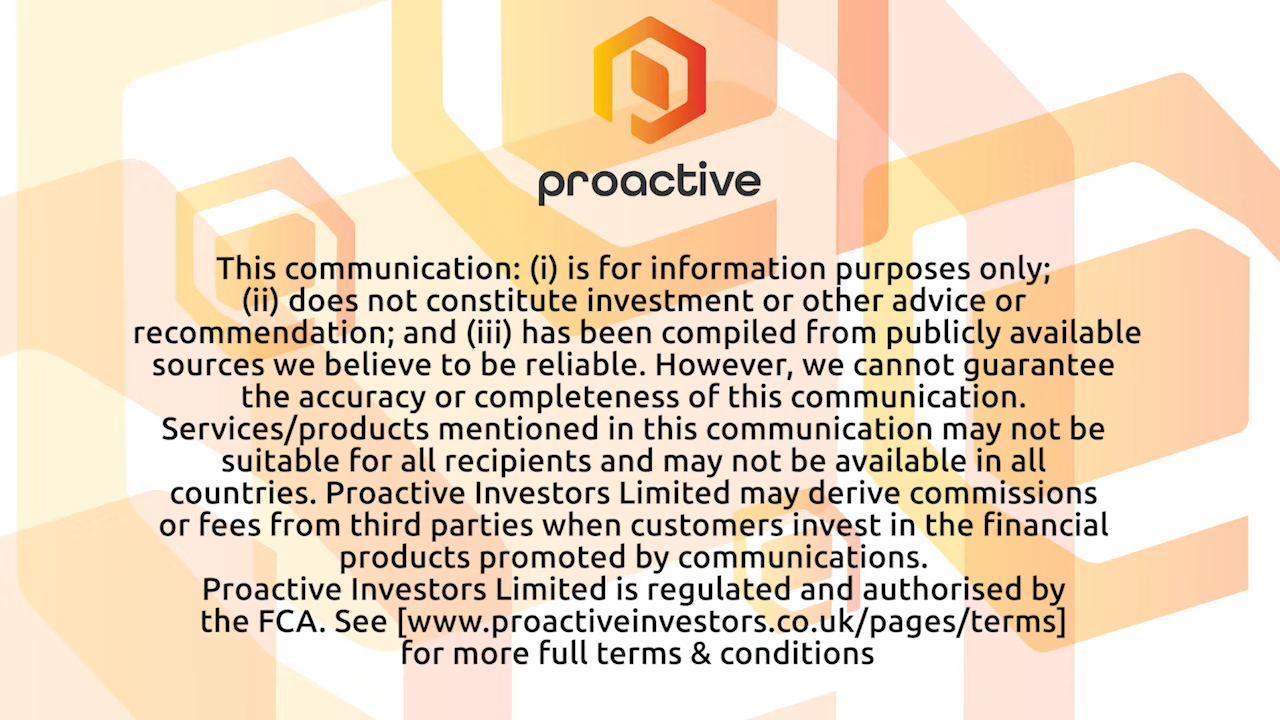 proactive
This communication: (i) is for information purposes only;
(ii) does not constitute investment or other advice or
recommendation; and (iii) has been compiled from publicly available
sources we believe to be reliable. However, we cannot guarantee
the accuracy or completeness of this communication.
Services/products mentioned in this communication may not be
suitable for all recipients and may not be available in all
countries. Proactive Investors Limited may derive commissions
or fees from third parties when customers invest in the financial
products promoted by communications.
Proactive Investors Limited is regulated and authorised by
the FCA. See [www.proactiveinvestors.co.uk/pages/terms]
for more full terms & conditions